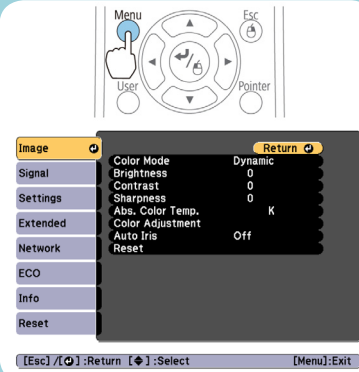 Menu
Esc
User
Pointer
Image
Return
Color Mode Dynamic
Brightness 0
Contrast 0
Sharpness 0
Abs. Color Temp. K
Color Adjustment
Auto Iris Off
Reset
Signal
Settings
Extended
Network
ECO
Info
Reset
[Esc] /[ ] :Return [ ] :Select [Menu]:Exit